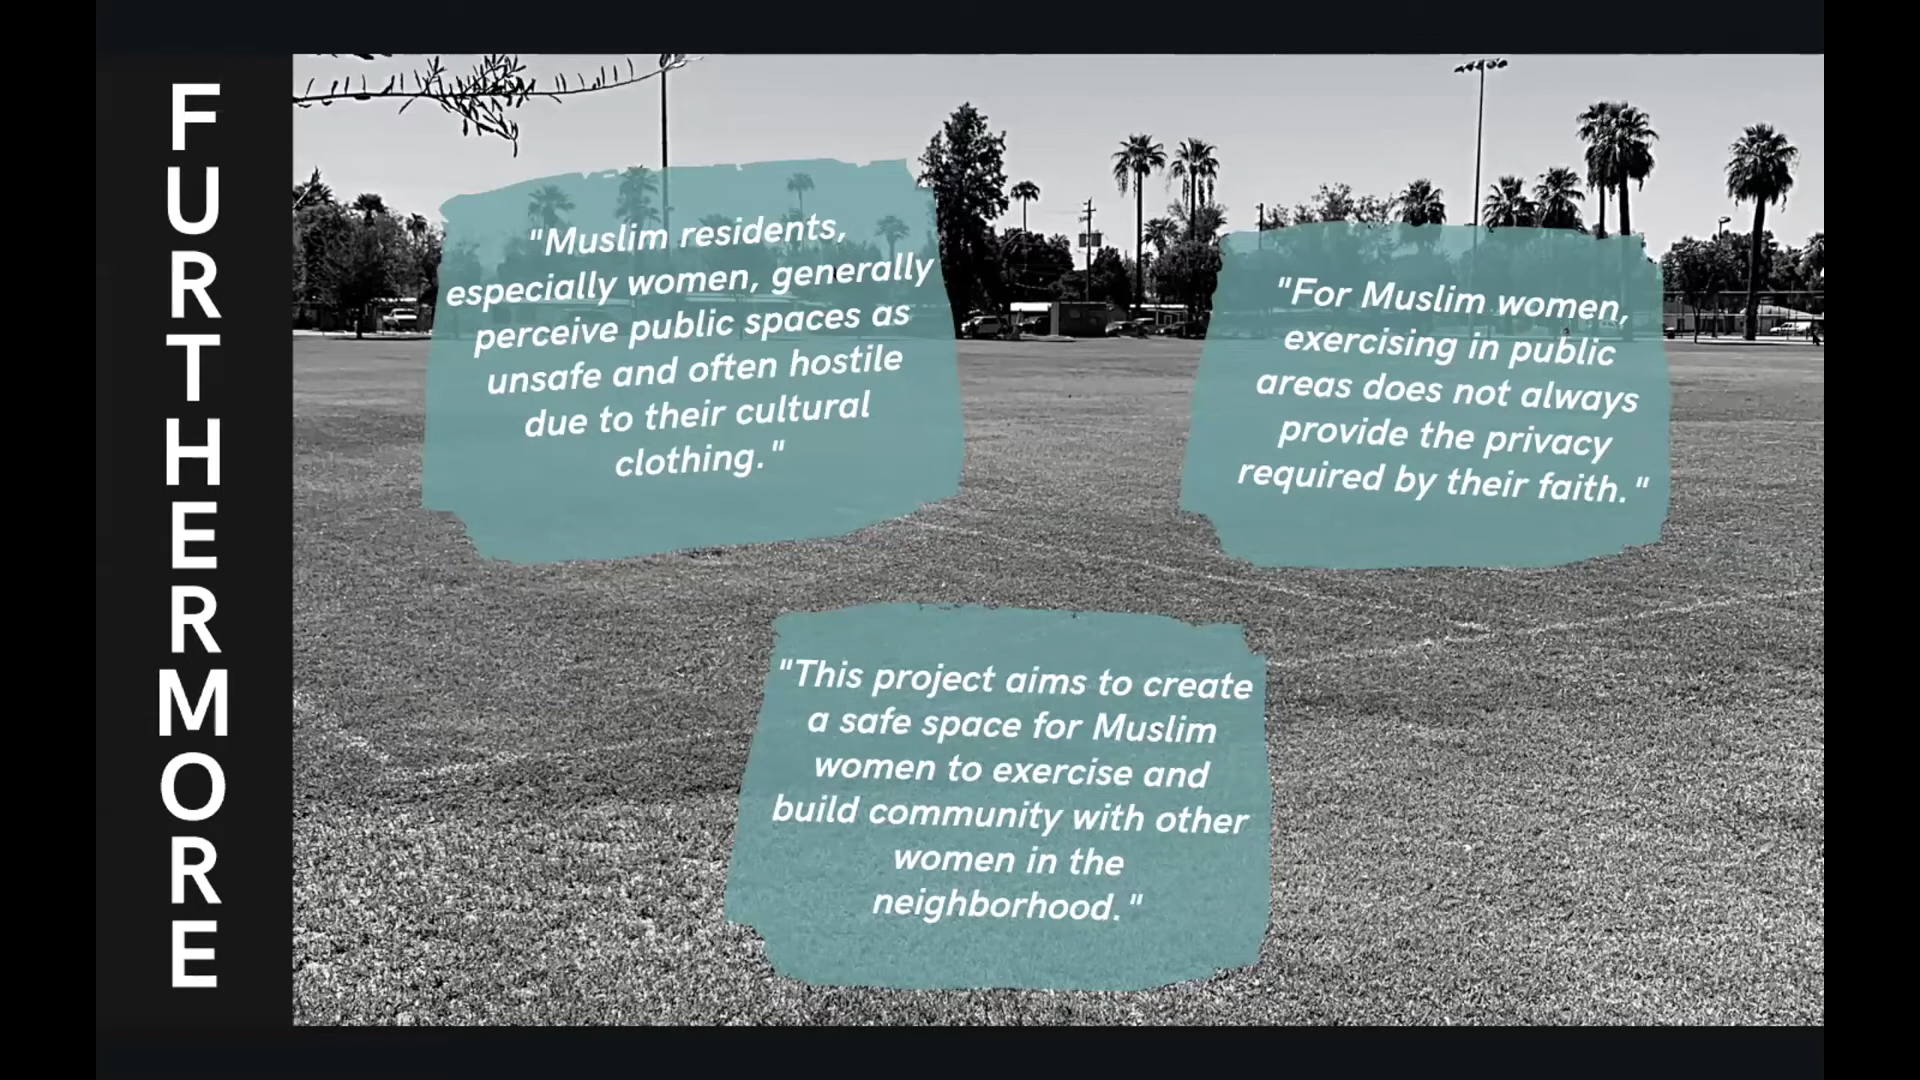 FURTHERMORE
"Muslim residents,
especially women, generally
perceive public spaces as
unsafe and often hostile
due to their cultural
clothing."
"For Muslim women,
exercising in public
areas does not always
provide the privacy
required by their faith."
"This project aims to create
a safe space for Muslim
women to exercise and
build community with other
women in the
neighborhood."